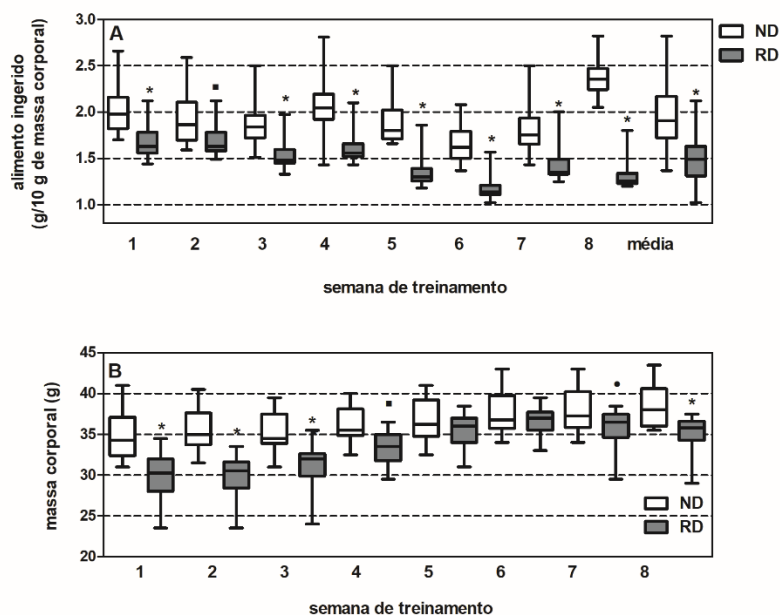 A
3.0
2.5
2.0
1.5
1.0
alimento ingerido
(g/10 g de massa corporal)
* * * * * * * *
1 2 3 4 5 6 7 8 média
semana de treinamento
ND
RD
B
45
40
35
30
25
20
massa corporal (g)
* * * *
ND
RD
1 2 3 4 5 6 7 8
semana de treinamento